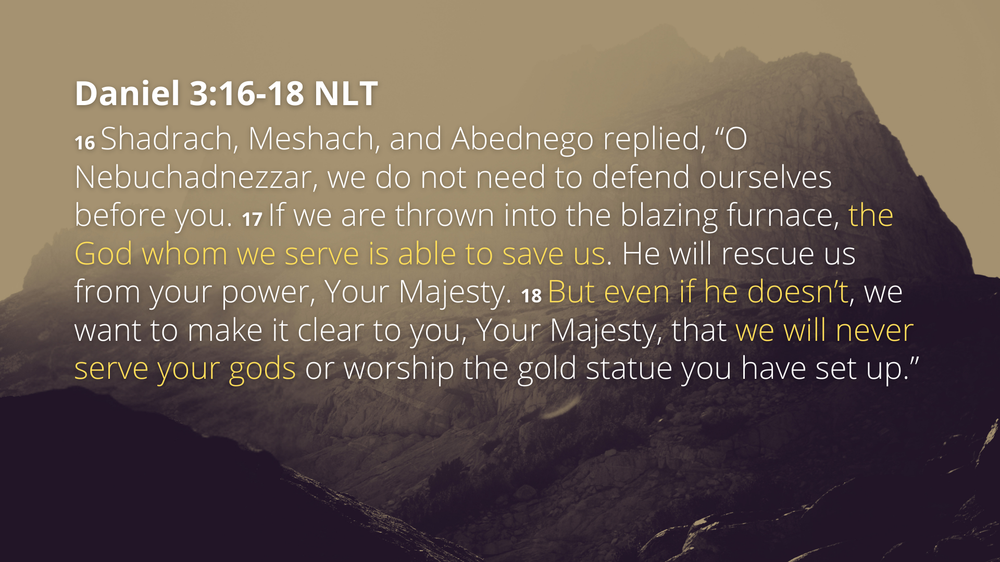 Daniel 3:16-18 NLT
16 Shadrach, Meshach, and Abednego replied, “O
Nebuchadnezzar, we do not need to defend ourselves
before you. 17 If we are thrown into the blazing furnace, the
God whom we serve is able to save us. He will rescue us
from your power, Your Majesty. 18 But even if he doesn’t, we
want to make it clear to you, Your Majesty, that we will never
serve your gods or worship the gold statue you have set up.”